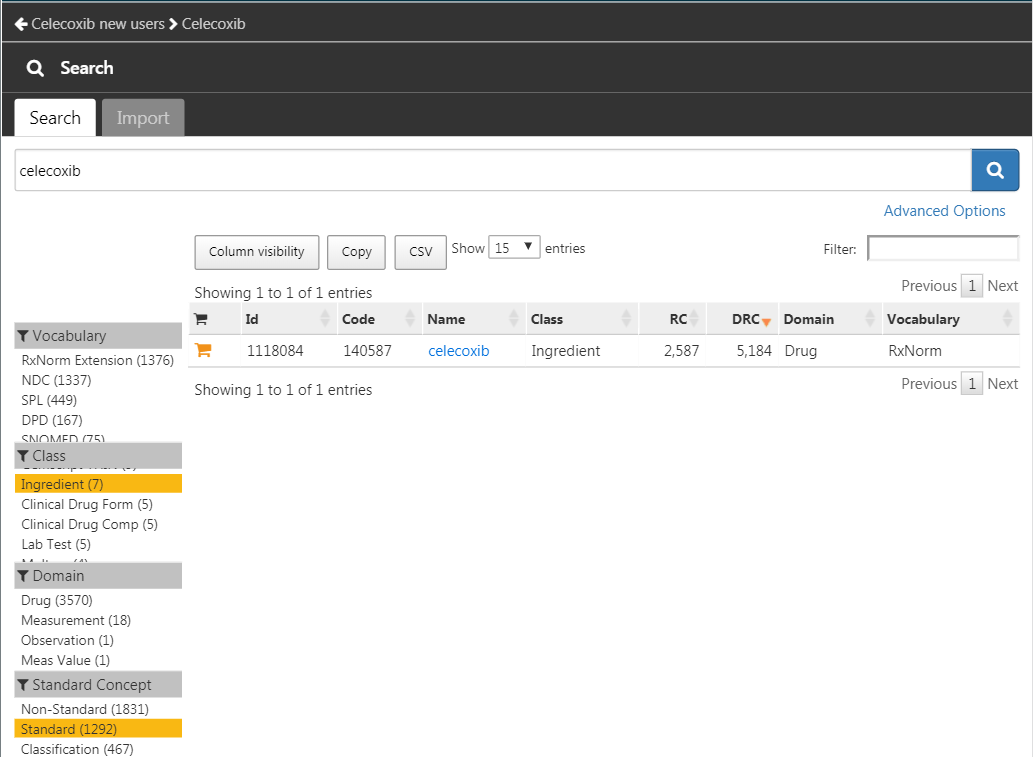 Celecoxib new users Celecoxib
Search
Search Import
celecoxib
Advanced Options
Column visibility Copy CSV Show 15 entries Filter:
Previous 1 Next
Showing 1 to 1 of 1 entries
Id Code Name Class RC DRC Domain Vocabulary
1118084 140587 celecoxib Ingredient 2,587 5,184 Drug RxNorm
Previous 1 Next
Showing 1 to 1 of 1 entries
Vocabulary
RxNorm Extension (1376)
NDC (1337)
SPL (449)
DPD (167)
SNOMED (75)
Class
Ingredient (7)
Clinical Drug Form (5)
Clinical Drug Comp (5)
Lab Test (5)
Domain
Drug (3570)
Measurement (18)
Observation (1)
Meas Value (1)
Standard Concept
Non-Standard (1831)
Standard (1292)
Classification (467)